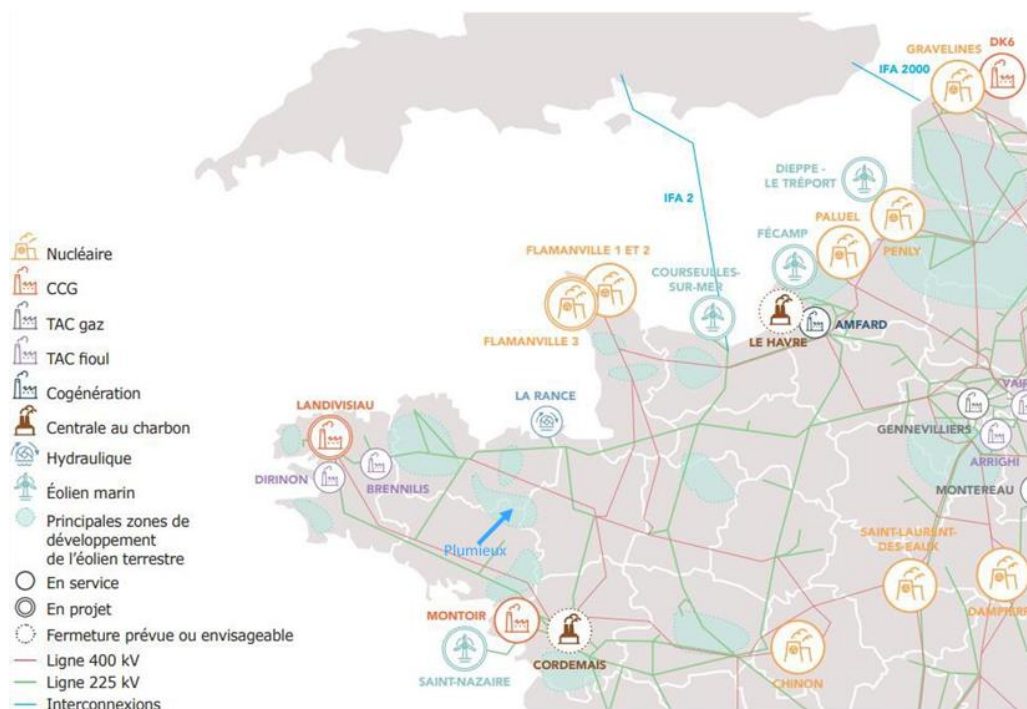 GRAVELINES
DK6
IFA 2000
DIEPPE -
LE TRÉPORT
IFA 2
PALUEL
PENLY
FÉCAMP
FLAMANVILLE 1 ET 2
COURSEULLES-
SUR-MER
FLAMANVILLE 3
LE HAVRE
AMFARD
Nucléaire
CCG
TAC gaz
TAC fioul
Cogénération
Centrale au charbon
Hydraulique
Éolien marin
Principales zones de
développement
de l'éolien terrestre
En service
En projet
Fermeture prévue ou envisageable
Ligne 400 kV
Ligne 225 kV
Interconnexions
LANDIVISIAU
LA RANCE
DIRINON
BRENNILIS
VAIR
GENNEVILLIERS
ARRIGHI
MONTEREAU
Plumieux
SAINT-LAURENT-
DES-EAUX
DAMPIERR
MONTOIR
CORDEMAIS
SAINT-NAZAIRE
CHINON